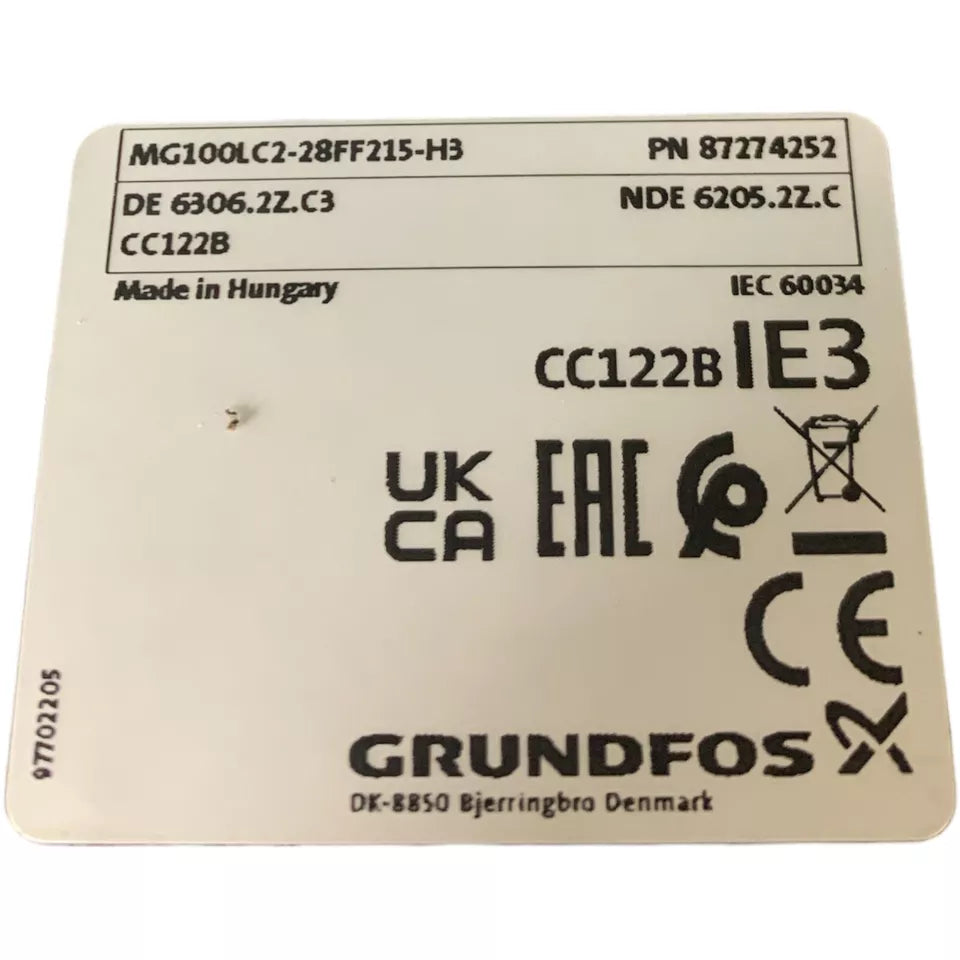 MG100LC2-28FF215-H3 PN 87274252
DE 6306.2Z.C3 NDE 6205.2Z.C
CC122B
Made in Hungary IEC 60034
CC122B IE3
UK
CA
EAC
CE
97702205
GRUNDFOS
DK-8850 Bjerringbro Denmark